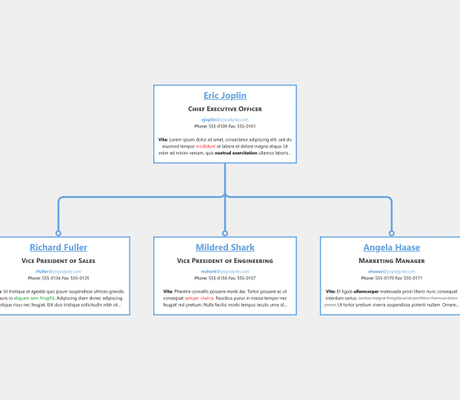 Eric Joplin
Chief Executive Officer
ejoplin@yoyodyne.com
Phone: 555-0100 Fax: 555-0101
Vita: Lorem ipsum dolor sit amet, consectetur adipiscing elit, sed do
eiusmod tempor incididunt ut labore et dolore magna aliqua. Ut
enim ad minim veniam, quis nostrud exercitation ullamco laboris...
Richard Fuller
Vice President of Sales
rfuller@yoyodyne.com
Phone: 555-0134 Fax: 555-0135
Ut tristique et egestas quis ipsum suspendisse ultrices gravida.
in aliquam sem fringilla. Adipiscing diam donec adipiscing
tristique risus nec feugiat. Elit duis tristique sollicitudin nibh sit...
Mildred Shark
Vice President of Engineering
mshark@yoyodyne.com
Phone: 555-0156 Fax: 555-0157
Vita: Pharetra convallis posuere morbi leo. Tortor posuere ac ut
consequat semper viverra. Faucibus purus in massa tempor nec
feugiat nisl pretium. Nulla facilisi morbi tempus iaculis urna id...
Angela Haase
Marketing Manager
ahaase@yoyodyne.com
Phone: 555-0170 Fax: 555-0171
Vita: Et ligula ullamcorper malesuada proin libero nunc consequat
interdum varius. Lectus magna fringilla urna porttitor rhoncus dolor
purus. Ut tortor pretium viverra suspendisse potenti nullam. Ornare...